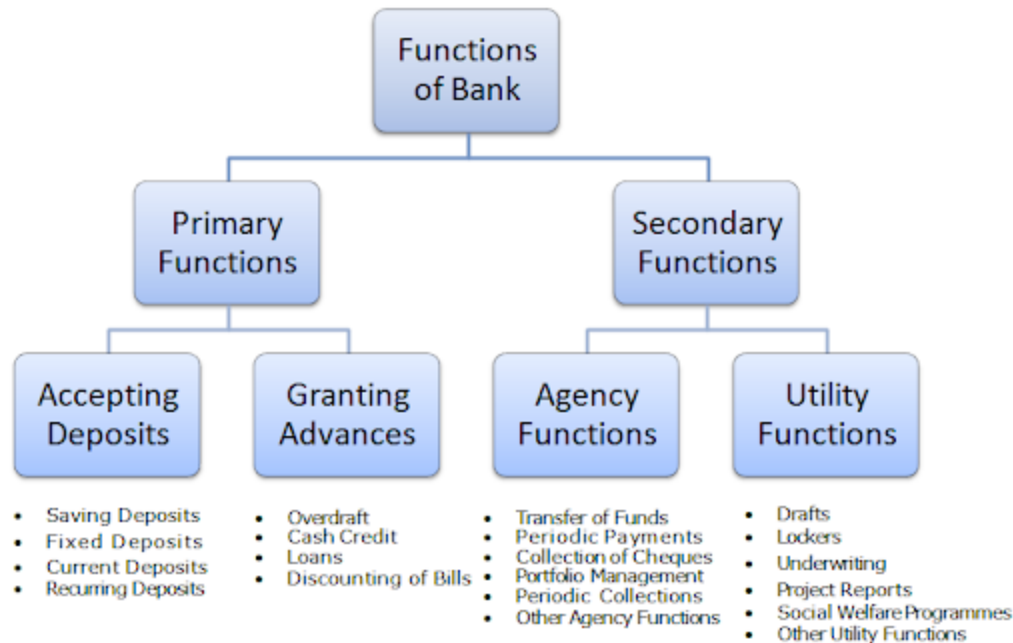 Functions
of Bank
Primary
Functions
Secondary
Functions
Accepting
Deposits
Granting
Advances
Agency
Functions
Utility
Functions
• Saving Deposits
• Fixed Deposits
• Current Deposits
• Recurring Deposits
• Overdraft
• Cash Credit
• Loans
• Discounting of Bills
• Transfer of Funds
• Periodic Payments
• Collection of Cheques
• Portfolio Management
• Periodic Collections
• Other Agency Functions
• Drafts
• Lockers
• Underwriting
• Project Reports
• Social Welfare Programmes
• Other Utility Functions